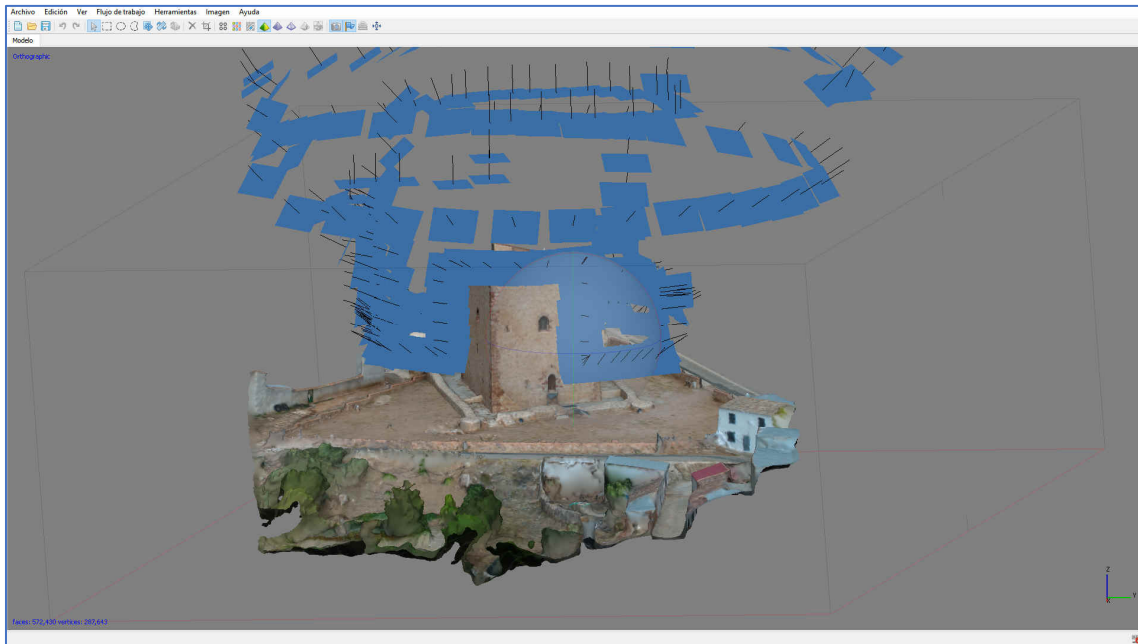 Archivo Edición Ver Flujo de trabajo Herramientas Imagen Ayuda
Modelo
Orthographic
Z
Y
X
faces: 572,430 vertices: 287,643